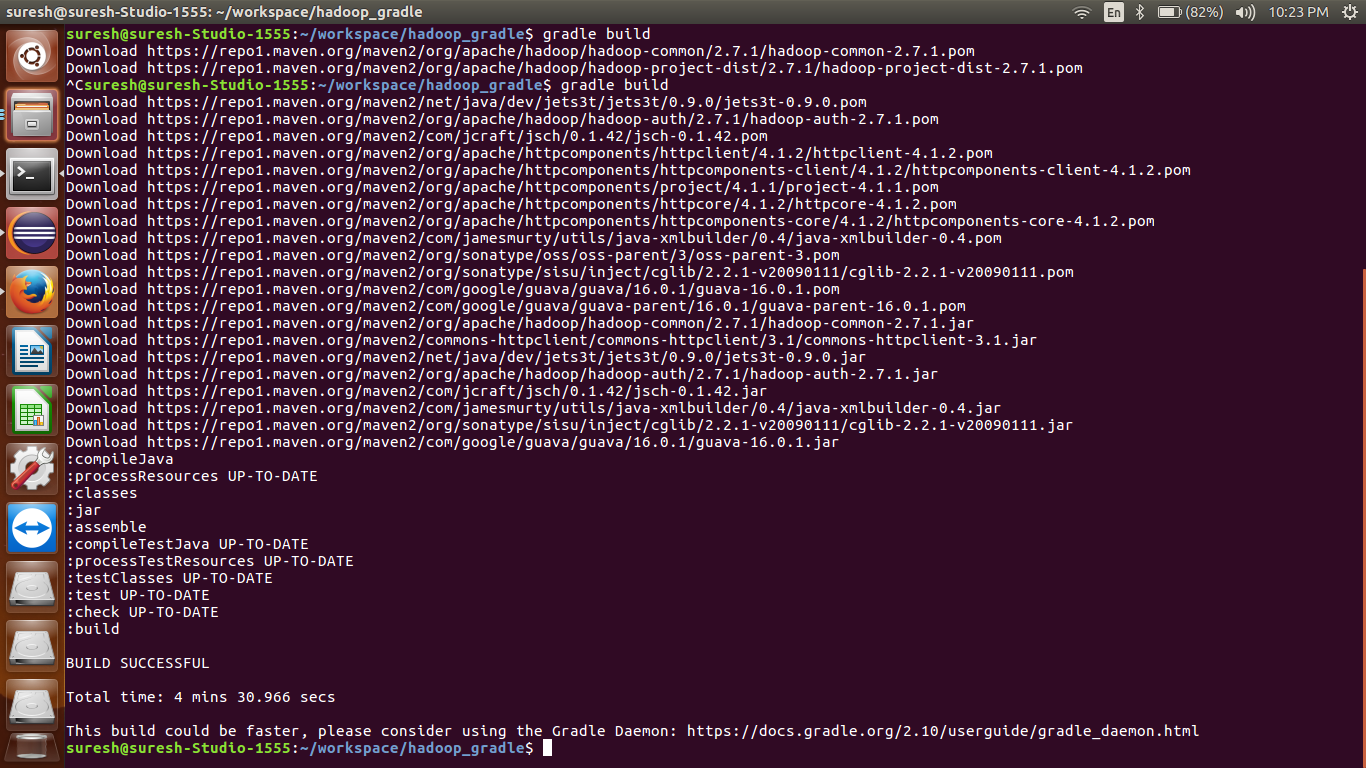 suresh@suresh-Studio-1555: ~/workspace/hadoop_gradle
En
(82%)
10:23 PM
suresh@suresh-Studio-1555:~/workspace/hadoop_gradle$ gradle build
Download https://repo1.maven.org/maven2/org/apache/hadoop/hadoop-common/2.7.1/hadoop-common-2.7.1.pom
Download https://repo1.maven.org/maven2/org/apache/hadoop/hadoop-project-dist/2.7.1/hadoop-project-dist-2.7.1.pom
^Csuresh@suresh-Studio-1555:~/workspace/hadoop_gradle$ gradle build
Download https://repo1.maven.org/maven2/net/java/dev/jets3t/jets3t/0.9.0/jets3t-0.9.0.pom
Download https://repo1.maven.org/maven2/org/apache/hadoop/hadoop-auth/2.7.1/hadoop-auth-2.7.1.pom
Download https://repo1.maven.org/maven2/com/jcraft/jsch/0.1.42/jsch-0.1.42.pom
Download https://repo1.maven.org/maven2/org/apache/httpcomponents/httpclient/4.1.2/httpclient-4.1.2.pom
Download https://repo1.maven.org/maven2/org/apache/httpcomponents/httpcomponents-client/4.1.2/httpcomponents-client-4.1.2.pom
Download https://repo1.maven.org/maven2/org/apache/httpcomponents/project/4.1.1/project-4.1.1.pom
Download https://repo1.maven.org/maven2/org/apache/httpcomponents/httpcore/4.1.2/httpcore-4.1.2.pom
Download https://repo1.maven.org/maven2/org/apache/httpcomponents/httpcomponents-core/4.1.2/httpcomponents-core-4.1.2.pom
Download https://repo1.maven.org/maven2/com/jamesmurty/utils/java-xmlbuilder/0.4/java-xmlbuilder-0.4.pom
Download https://repo1.maven.org/maven2/org/sonatype/oss/oss-parent/3/oss-parent-3.pom
Download https://repo1.maven.org/maven2/org/sonatype/sisu/inject/cglib/2.2.1-v20090111/cglib-2.2.1-v20090111.pom
Download https://repo1.maven.org/maven2/com/google/guava/guava/16.0.1/guava-16.0.1.pom
Download https://repo1.maven.org/maven2/com/google/guava/guava-parent/16.0.1/guava-parent-16.0.1.pom
Download https://repo1.maven.org/maven2/org/apache/hadoop/hadoop-common/2.7.1/hadoop-common-2.7.1.jar
Download https://repo1.maven.org/maven2/commons-httpclient/commons-httpclient/3.1/commons-httpclient-3.1.jar
Download https://repo1.maven.org/maven2/net/java/dev/jets3t/jets3t/0.9.0/jets3t-0.9.0.jar
Download https://repo1.maven.org/maven2/org/apache/hadoop/hadoop-auth/2.7.1/hadoop-auth-2.7.1.jar
Download https://repo1.maven.org/maven2/com/jcraft/jsch/0.1.42/jsch-0.1.42.jar
Download https://repo1.maven.org/maven2/com/jamesmurty/utils/java-xmlbuilder/0.4/java-xmlbuilder-0.4.jar
Download https://repo1.maven.org/maven2/org/sonatype/sisu/inject/cglib/2.2.1-v20090111/cglib-2.2.1-v20090111.jar
Download https://repo1.maven.org/maven2/com/google/guava/guava/16.0.1/guava-16.0.1.jar
:compileJava
:processResources UP-TO-DATE
:classes
:jar
:assemble
:compileTestJava UP-TO-DATE
:processTestResources UP-TO-DATE
:testClasses UP-TO-DATE
:test UP-TO-DATE
:check UP-TO-DATE
:build
BUILD SUCCESSFUL
Total time: 4 mins 30.966 secs
This build could be faster, please consider using the Gradle Daemon: https://docs.gradle.org/2.10/userguide/gradle_daemon.html
suresh@suresh-Studio-1555:~/workspace/hadoop_gradle$